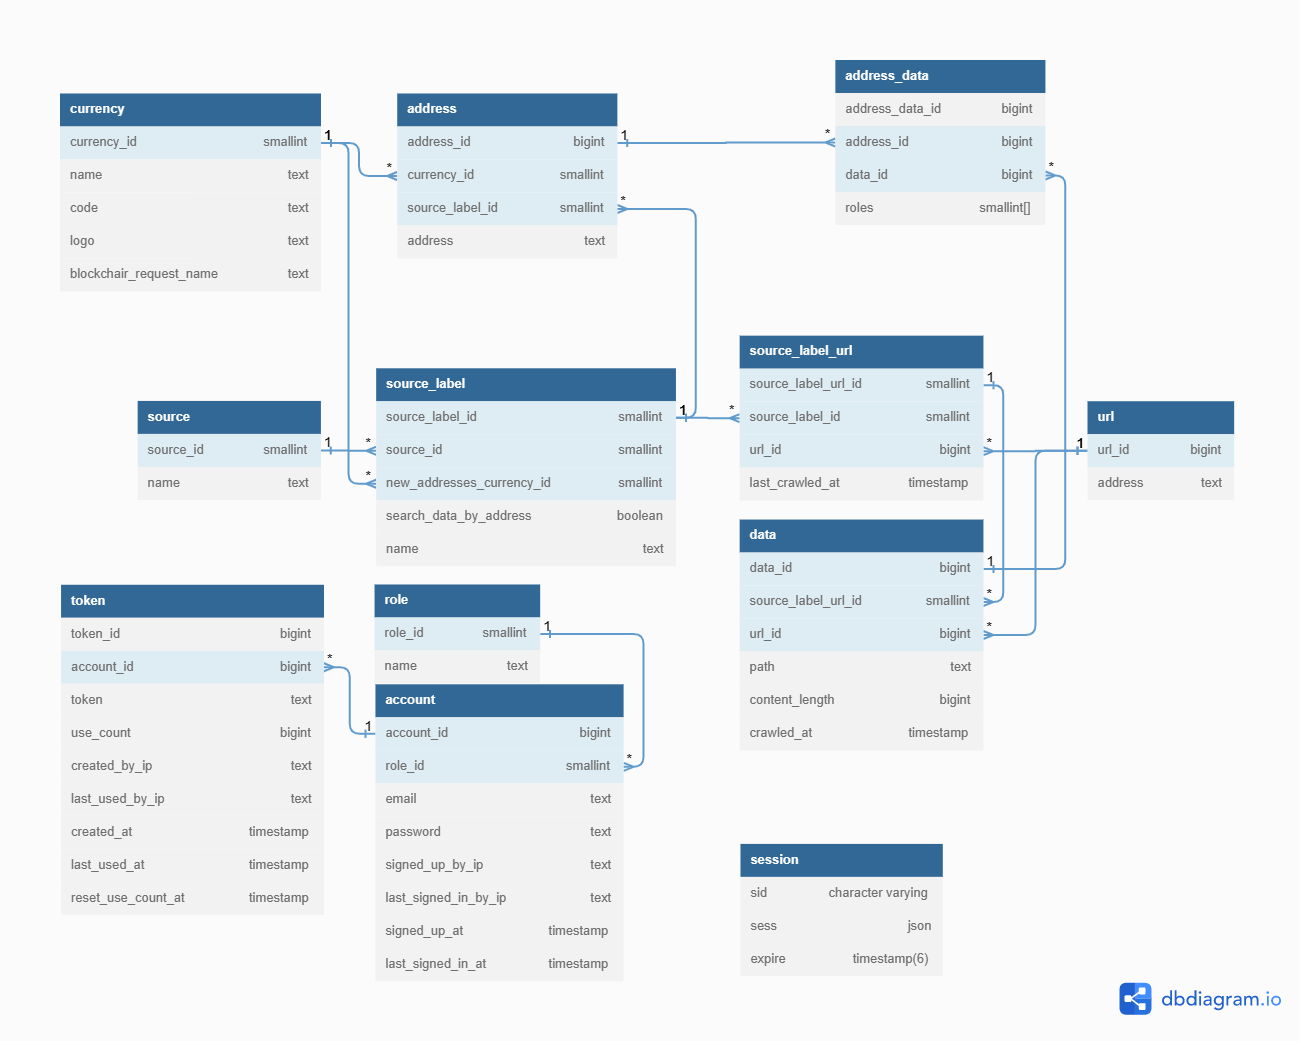 currency
currency_id smallint
name text
code text
logo text
blockchair_request_name text
1
*
address
address_id bigint
currency_id smallint
source_label_id smallint
address text
1
*
*
address_data
address_data_id bigint
address_id bigint
data_id bigint
roles smallint[]
*
source
source_id smallint
name text
1
*
*
source_label
source_label_id smallint
source_id smallint
new_addresses_currency_id smallint
search_data_by_address boolean
name text
1
*
source_label_url
source_label_url_id smallint
source_label_id smallint
url_id bigint
last_crawled_at timestamp
1
*
1
url
url_id bigint
address text
data
data_id bigint
source_label_url_id smallint
url_id bigint
path text
content_length bigint
crawled_at timestamp
1
*
*
token
token_id bigint
account_id bigint
token text
use_count bigint
created_by_ip text
last_used_by_ip text
created_at timestamp
last_used_at timestamp
reset_use_count_at timestamp
*
1
role
role_id smallint
name text
1
account
account_id bigint
role_id smallint
email text
password text
signed_up_by_ip text
last_signed_in_by_ip text
signed_up_at timestamp
last_signed_in_at timestamp
*
session
sid character varying
sess json
expire timestamp(6)
dbdiagram.io